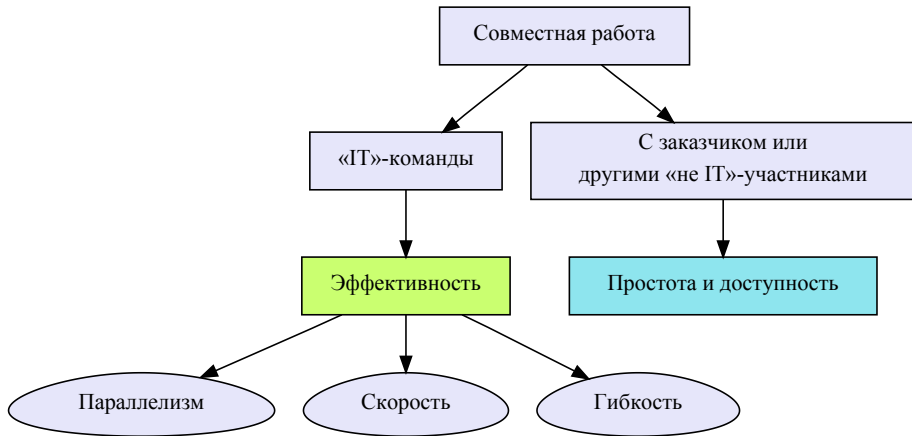 Совместная работа
«IT»-команды
С заказчиком или
другими «не IT»-участниками
Эффективность
Простота и доступность
Параллелизм
Скорость
Гибкость